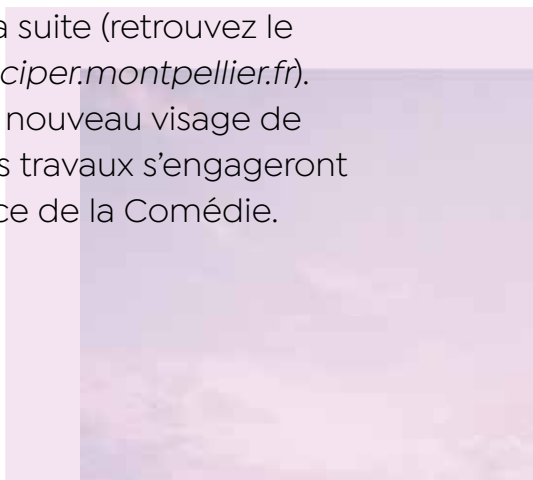 a suite (retrouvez le
ciper.montpellier.fr).
nouveau visage de
s travaux s'engageront
ce de la Comédie.